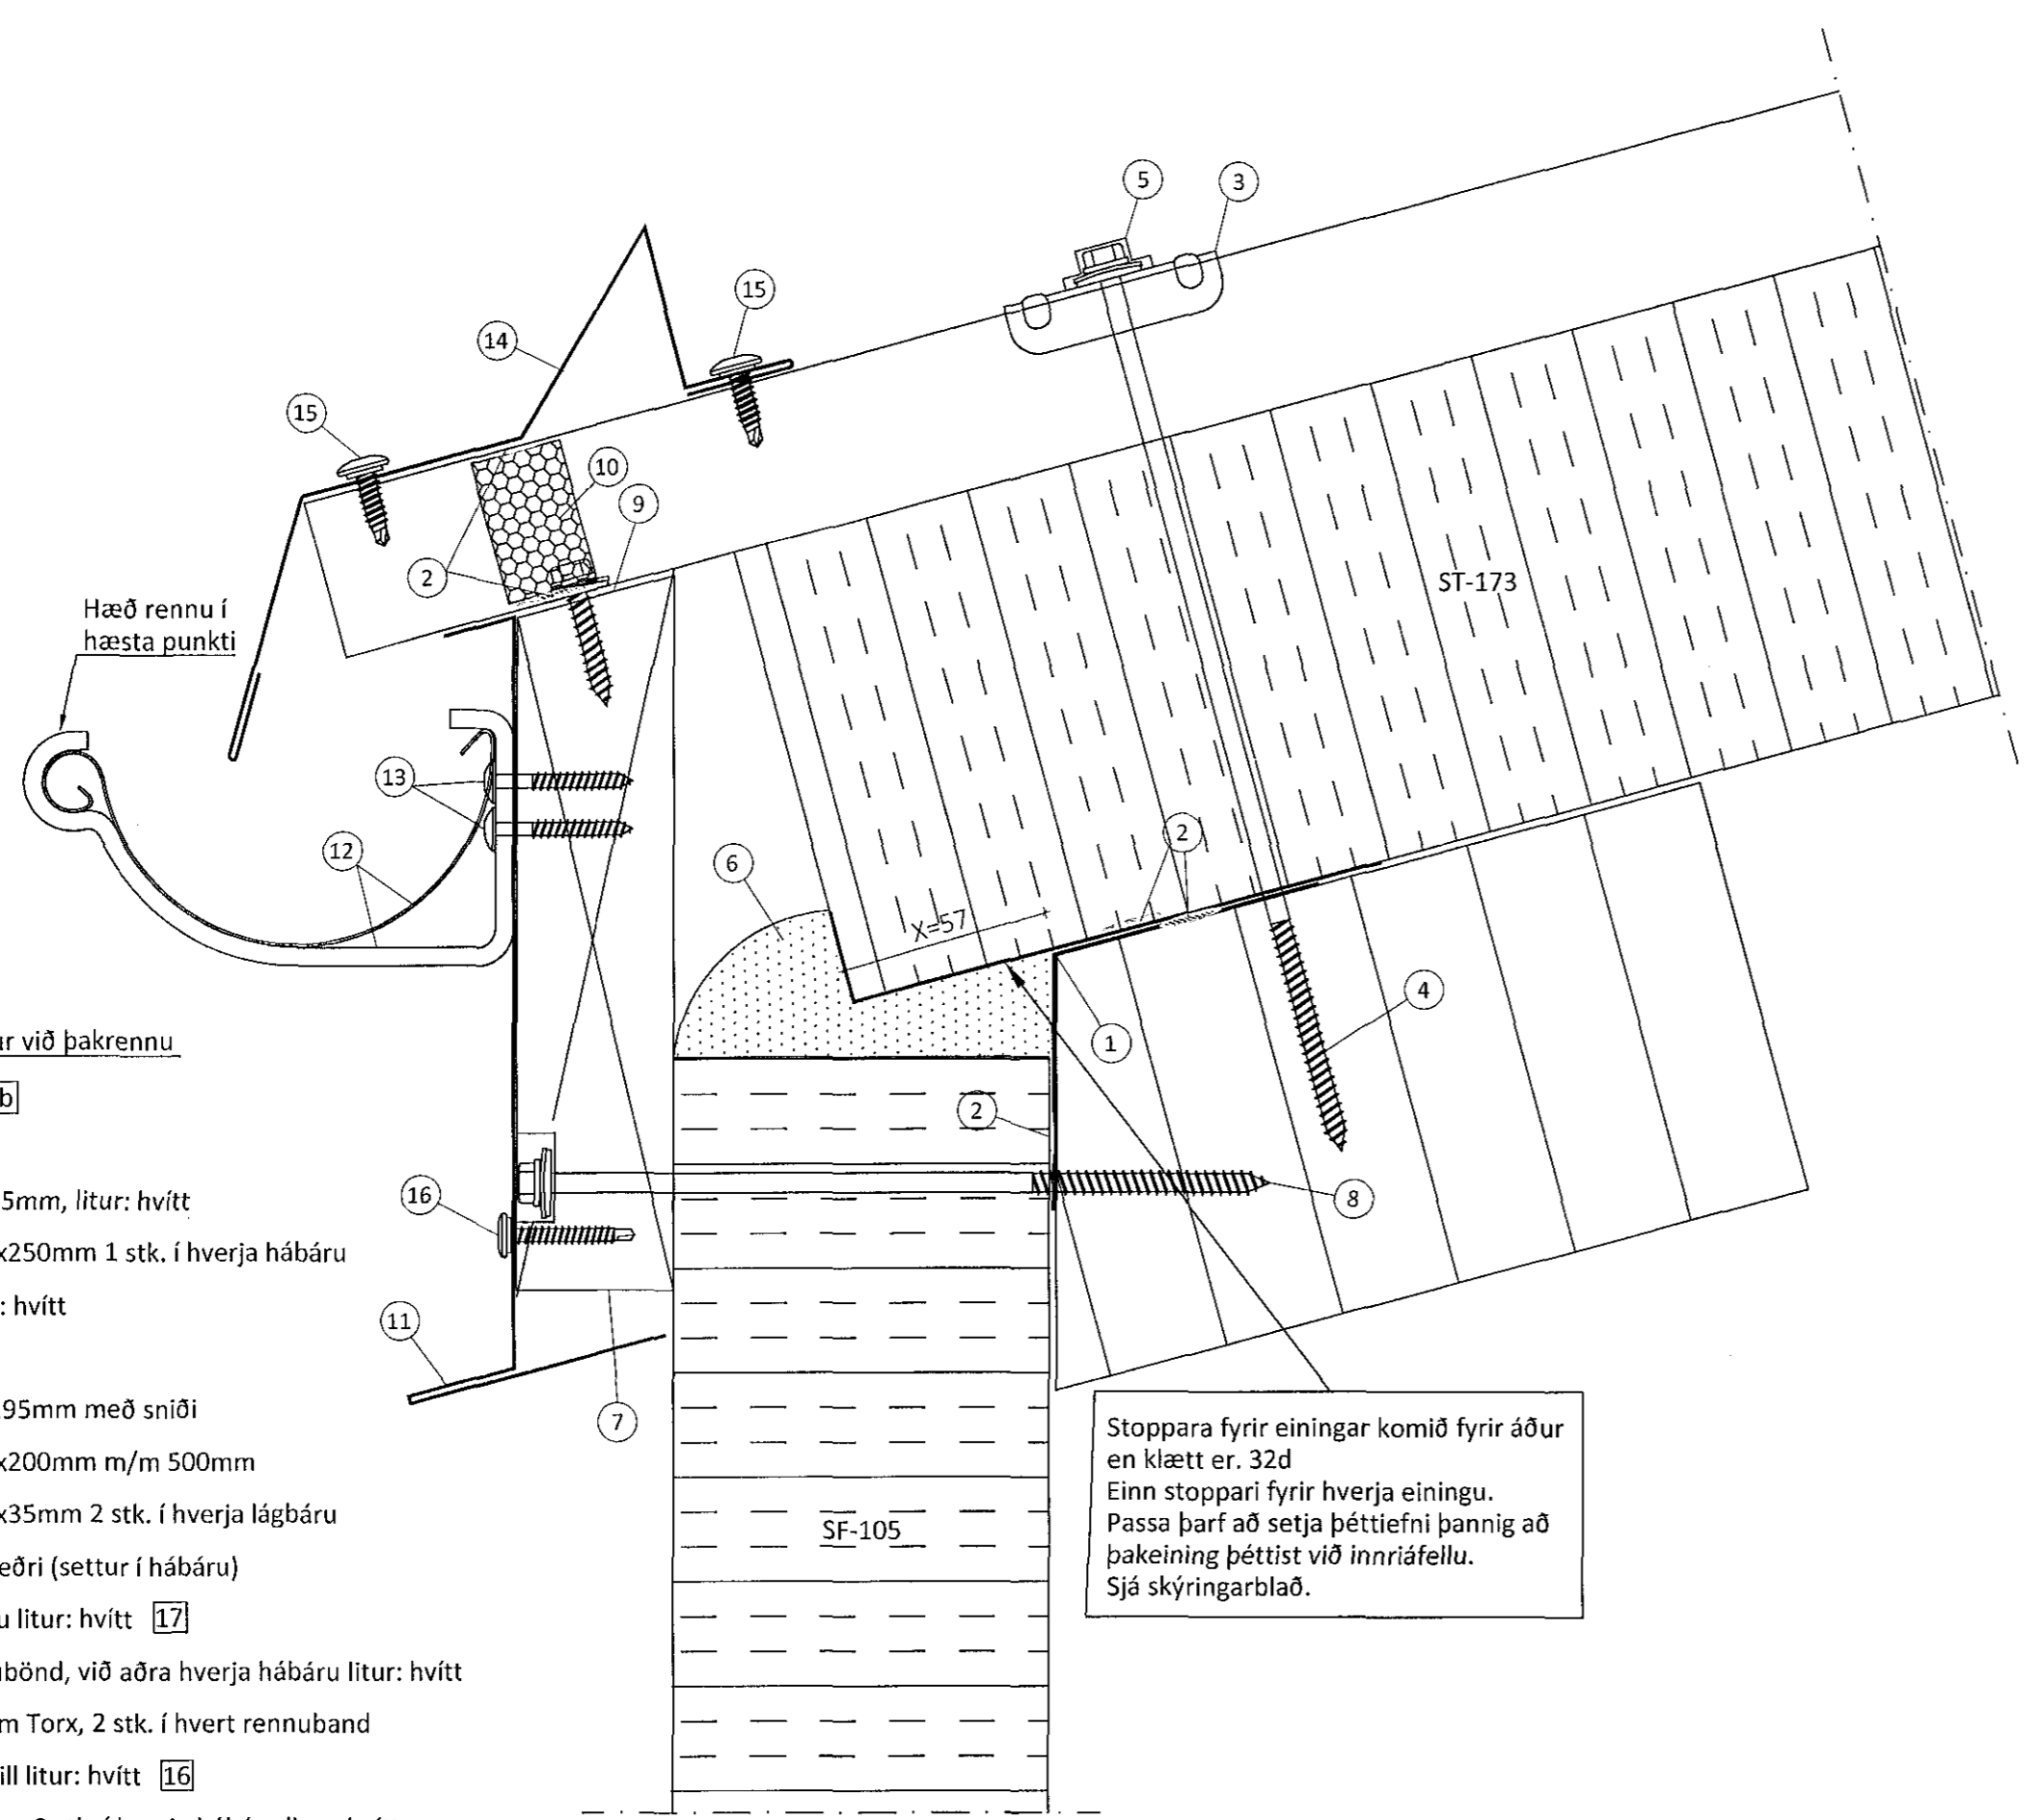 5
3
15
14
15
10
9
2
ST-173
Hæð rennu í
hæsta punkti
13
2
12
6
X=57
4
1
við þakrennu
b
2
5mm, litur: hvítt
16
8
x250mm 1 stk. í hverja hábáru
: hvítt
11
95mm með sniði
7
Stoppara fyrir einingar komið fyrir áður
en klætt er. 32d
Einn stoppari fyrir hverja einingu.
Passa þarf að setja þéttiefni þannig að
þakeining þéttist við innriáfellu.
Sjá skýringarblað.
x200mm m/m 500mm
x35mm 2 stk. í hverja lágbáru
SF-105
eðri (settur í hábáru)
u litur: hvítt 17
bönd, við aðra hverja hábáru litur: hvítt
m Torx, 2 stk. í hvert rennuband
ill litur: hvítt 16